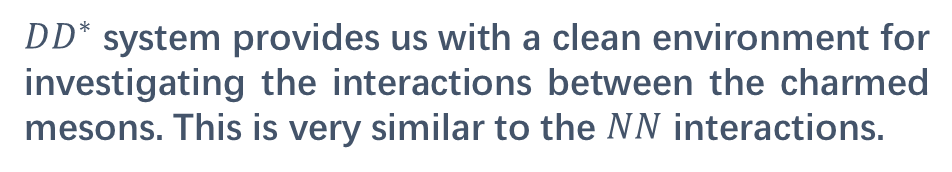 DD* system provides us with a clean environment for
investigating the interactions between the charmed
mesons. This is very similar to the NN interactions.